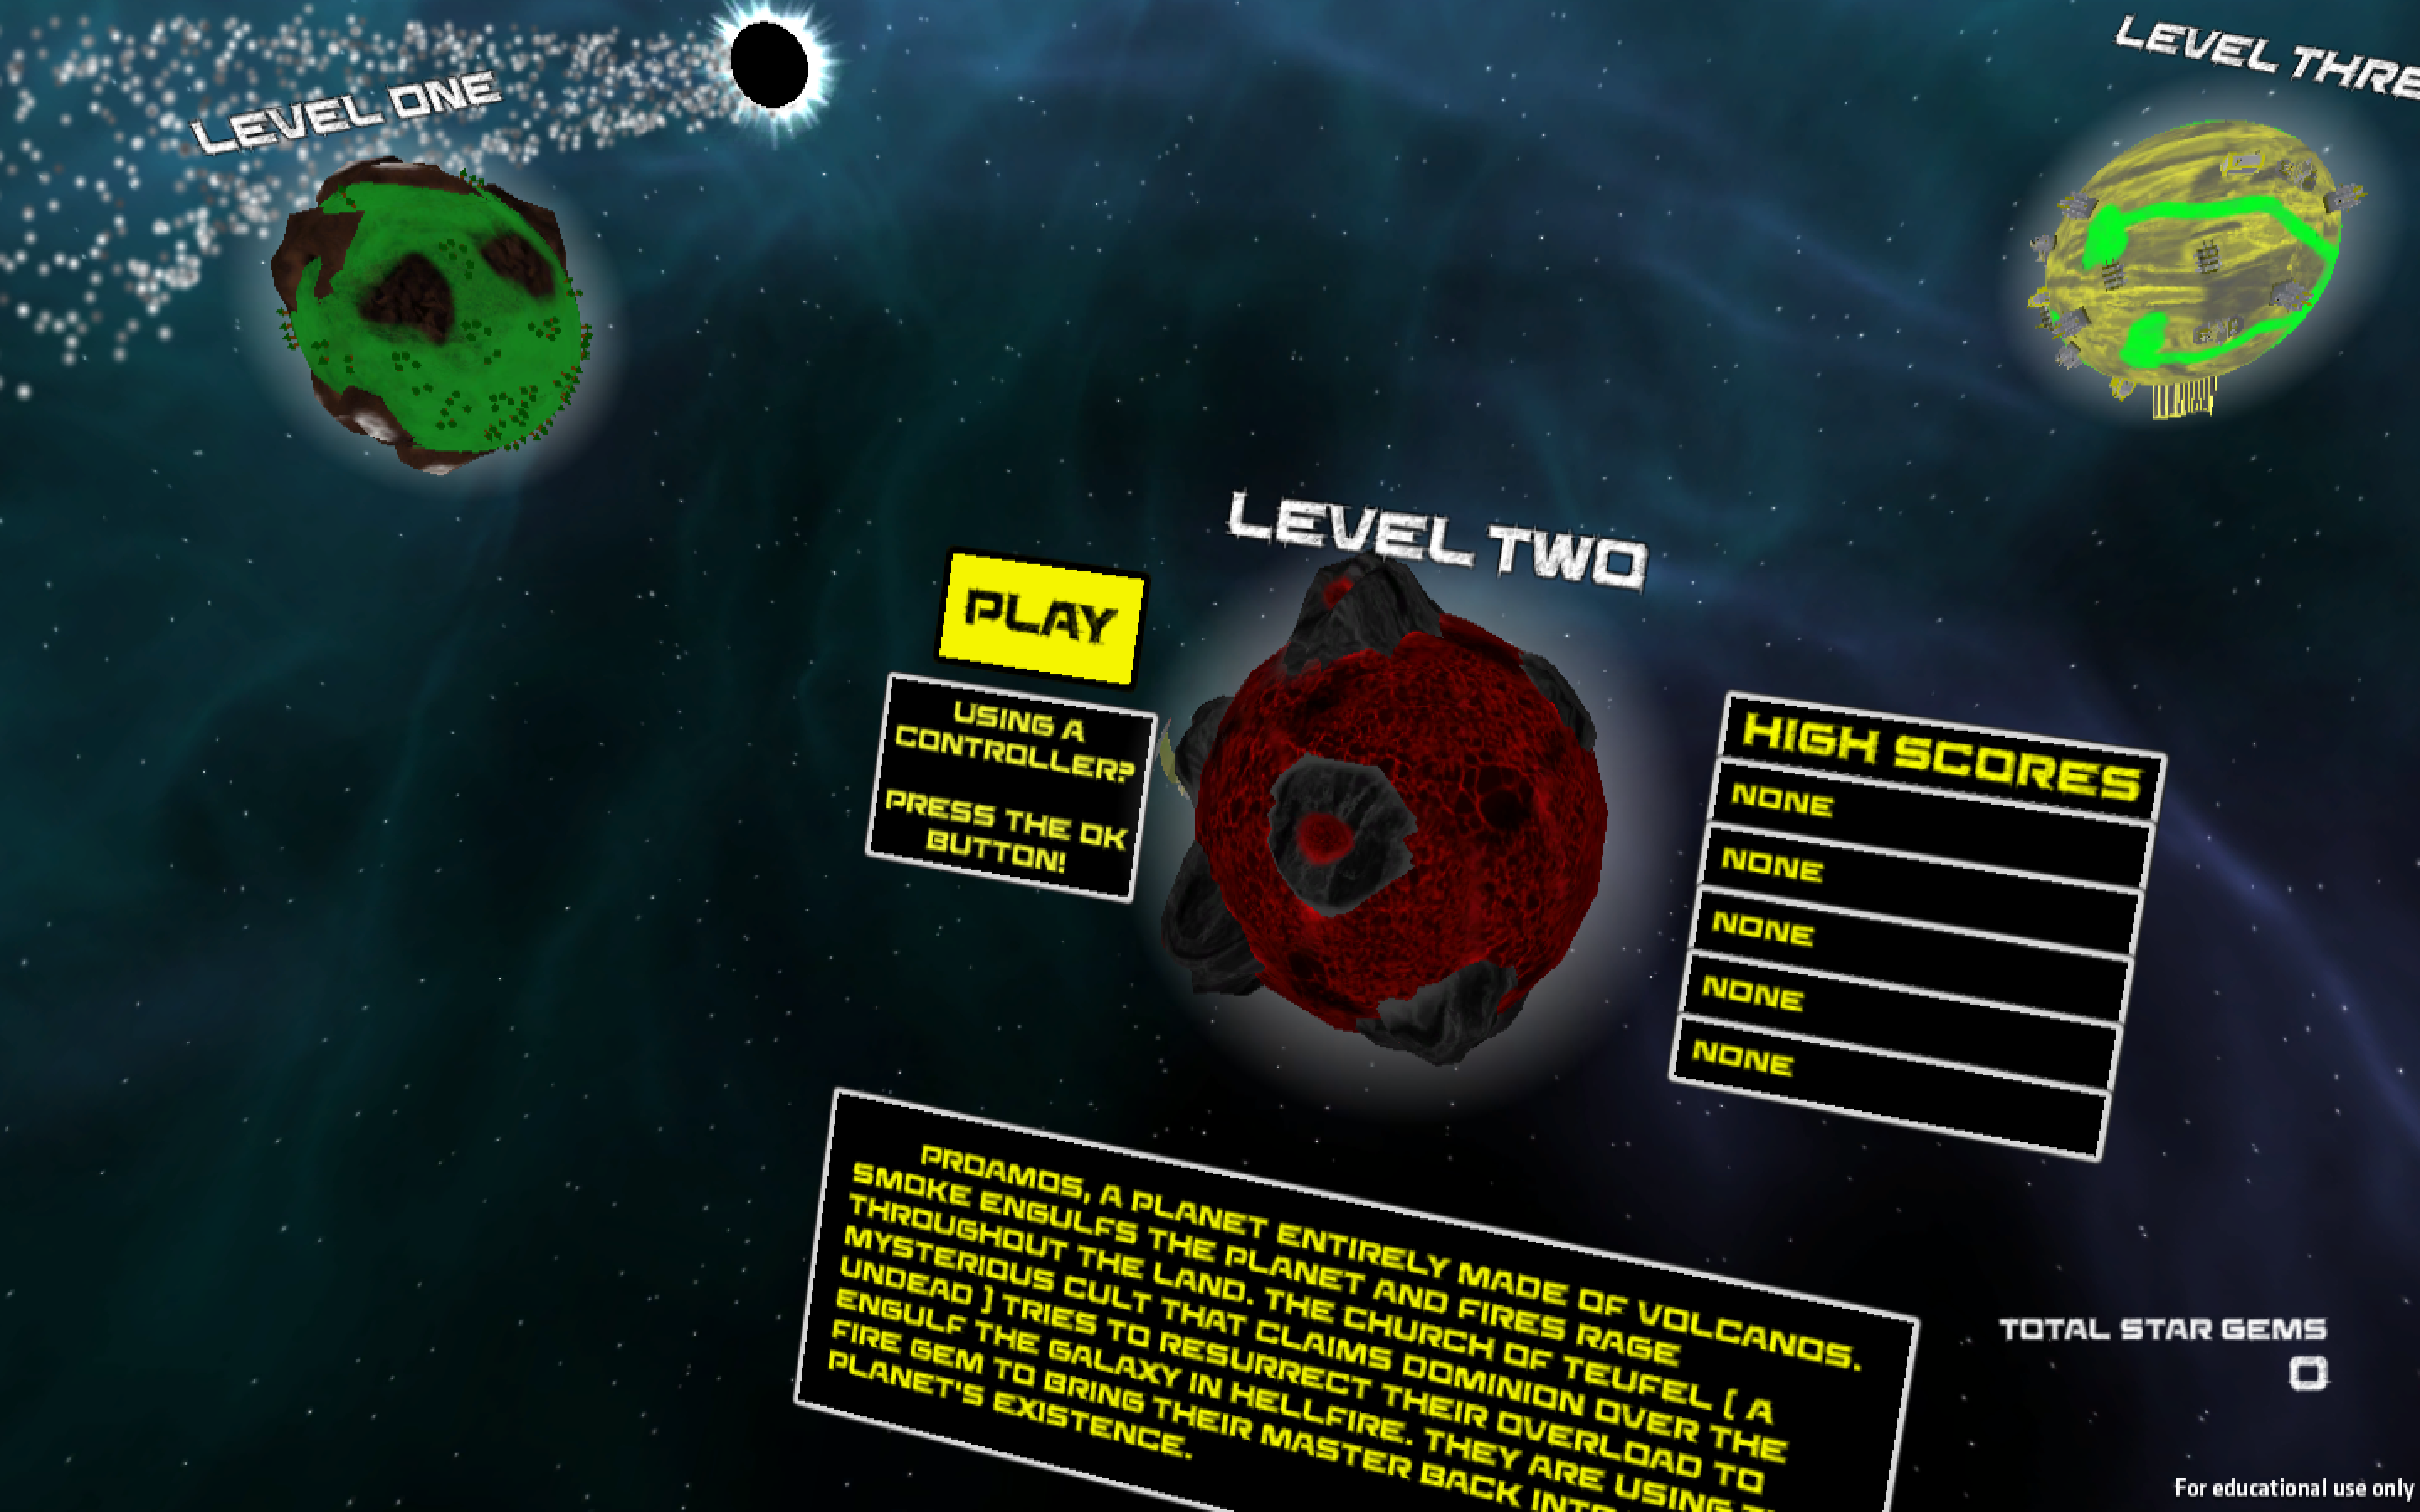 LEVEL ONE
LEVEL THRE
LEVEL TWO
PLAY
USING A
CONTROLLER?
PRESS THE OK
BUTTON!
HIGH SCORES
NONE
NONE
NONE
NONE
NONE
PROAMOS, A PLANET ENTIRELY MADE OF VOLCANOS.
SMOKE ENGULFS THE PLANET AND FIRES RAGE
THROUGHOUT THE LAND. THE CHURCH OF TEUFEL [ A
MYSTERIOUS CULT THAT CLAIMS DOMINION OVER THE
UNDEAD ] TRIES TO RESURRECT THEIR OVERLOAD TO
ENGULF THE GALAXY IN HELLFIRE. THEY ARE USING
FIRE GEM TO BRING THEIR MASTER BACK
PLANET'S EXISTENCE.
TOTAL STAR GEMS
0
For educational use only